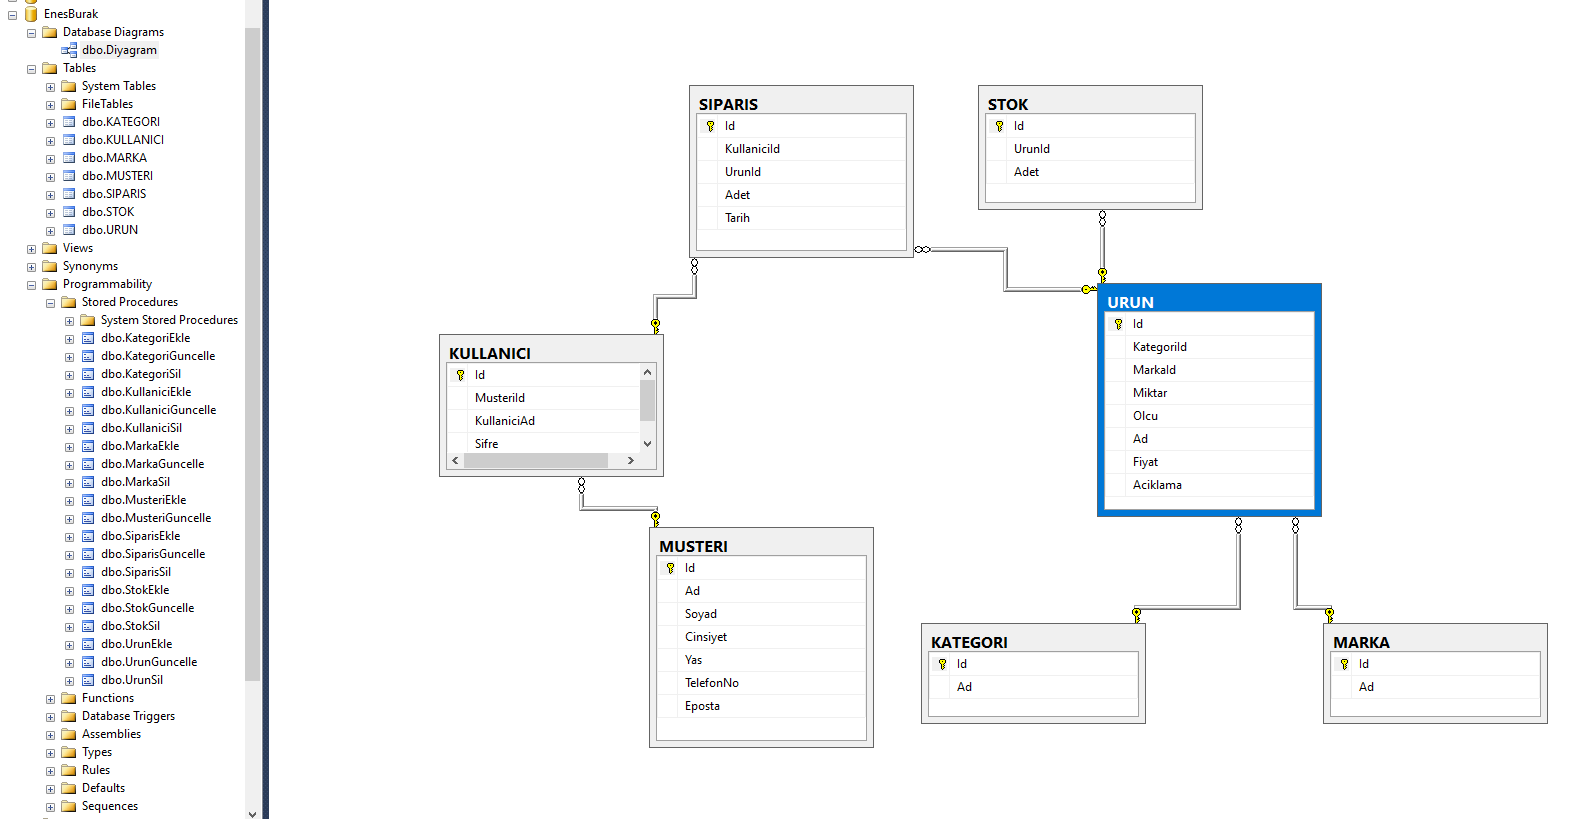 EnesBurak
Database Diagrams
dbo.Diyagram
Tables
System Tables
FileTables
dbo.KATEGORI
dbo.KULLANICI
dbo.MARKA
dbo.MUSTERI
dbo.SIPARIS
dbo.STOK
dbo.URUN
Views
Synonyms
Programmability
Stored Procedures
System Stored Procedures
dbo.KategoriEkle
dbo.KategoriGuncelle
dbo.KategoriSil
dbo.KullaniciEkle
dbo.KullaniciGuncelle
dbo.KullaniciSil
dbo.MarkaEkle
dbo.MarkaGuncelle
dbo.MarkaSil
dbo.MusteriEkle
dbo.MusteriGuncelle
dbo.SiparisEkle
dbo.SiparisGuncelle
dbo.SiparisSil
dbo.StokEkle
dbo.StokGuncelle
dbo.StokSil
dbo.UrunEkle
dbo.UrunGuncelle
dbo.UrunSil
Functions
Database Triggers
Assemblies
Types
Rules
Defaults
Sequences
SIPARIS
Id
KullaniciId
UrunId
Adet
Tarih
STOK
Id
UrunId
Adet
KULLANICI
Id
MusteriId
KullaniciAd
Sifre
URUN
Id
KategoriId
MarkaId
Miktar
Olcu
Ad
Fiyat
Aciklama
MUSTERI
Id
Ad
Soyad
Cinsiyet
Yas
TelefonNo
Eposta
KATEGORI
Id
Ad
MARKA
Id
Ad